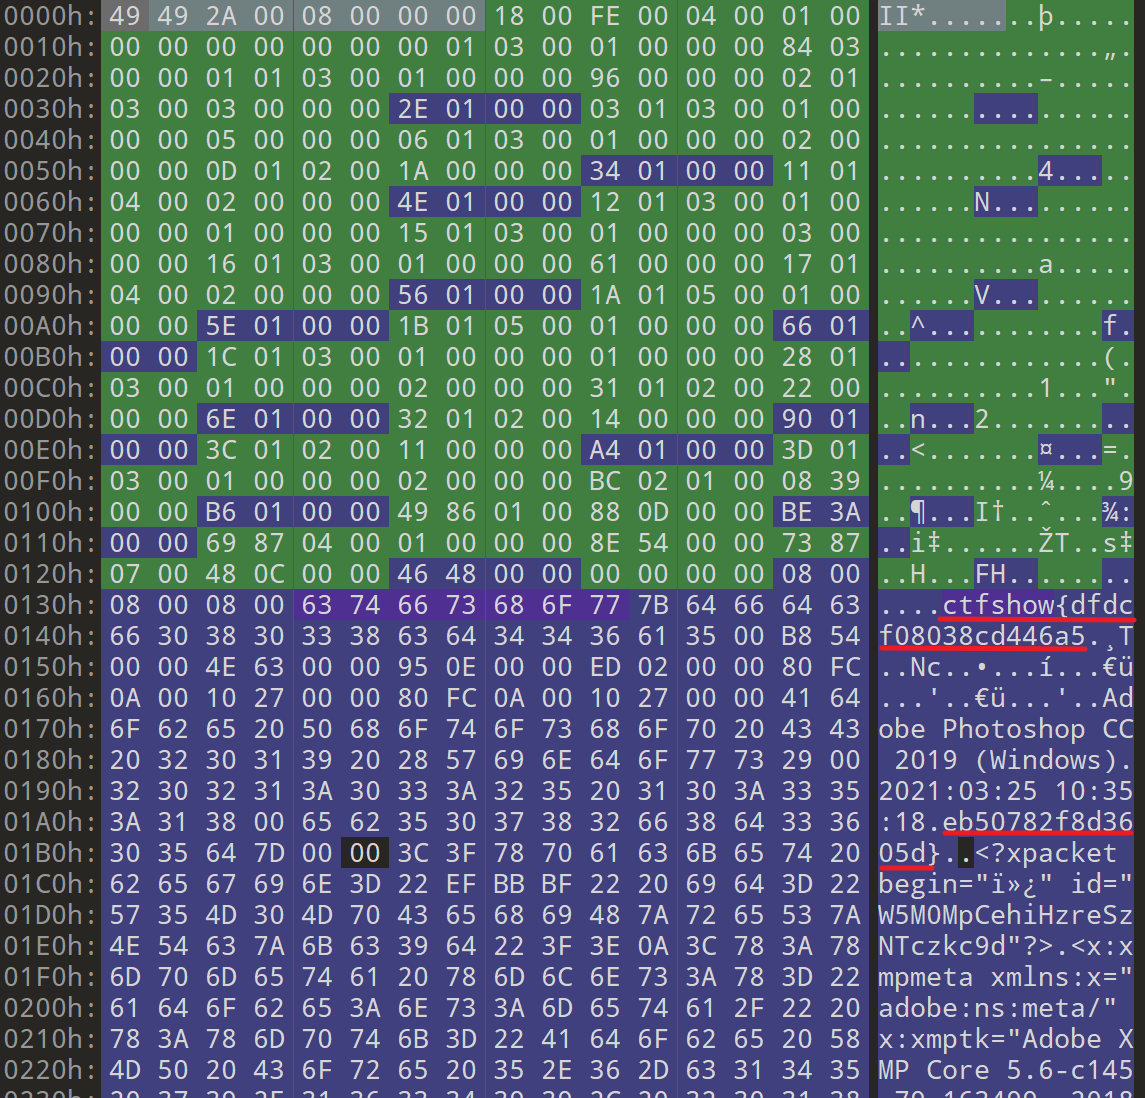 0000h: 49 49 2A 00 08 00 00 00 18 00 FE 00 04 00 01 00 II*.......þ.....
0010h: 00 00 00 00 00 00 01 03 00 01 00 00 00 84 03 ..............„.
0020h: 00 00 01 01 03 00 01 00 00 00 96 00 00 00 02 01 ..........–.....
0030h: 03 00 03 00 00 00 2E 01 00 00 03 01 03 00 01 00 ................
0040h: 00 00 05 00 00 00 06 01 03 00 01 00 00 00 02 00 ................
0050h: 00 00 0D 01 02 00 1A 00 00 00 34 01 00 00 11 01 ..........4.....
0060h: 04 00 02 00 00 00 4E 01 00 00 12 01 03 00 01 00 ......N.........
0070h: 00 00 01 00 00 00 15 01 03 00 01 00 00 00 03 00 ................
0080h: 00 00 16 01 03 00 01 00 00 00 61 00 00 00 17 01 ..........a.....
0090h: 04 00 02 00 00 00 56 01 00 00 1A 01 05 00 01 00 ......V.........
00A0h: 00 00 5E 01 00 00 1B 01 05 00 01 00 00 00 66 01 ..^...........f.
00B0h: 00 00 1C 01 03 00 01 00 00 00 01 00 00 00 28 01 ..............(.
00C0h: 03 00 01 00 00 00 02 00 00 00 31 01 02 00 22 00 ..........1...".
00D0h: 00 00 6E 01 00 00 32 01 02 00 14 00 00 00 90 01 ..n...2.........
00E0h: 00 00 3C 01 02 00 11 00 00 00 A4 01 00 00 3D 01 ..<.......¤...=.
00F0h: 03 00 01 00 00 00 02 00 00 00 BC 02 01 00 08 39 ..........¼....9
0100h: 00 00 B6 01 00 00 49 86 01 00 88 0D 00 00 BE 3A ..¶...I†..ˆ...¾:
0110h: 00 00 69 87 04 00 01 00 00 00 8E 54 00 00 73 87 ..i‡......ŽT..s‡
0120h: 07 00 48 0C 00 00 46 48 00 00 00 00 00 00 08 00 ..H...FH........
0130h: 08 00 08 00 63 74 66 73 68 6F 77 7B 64 66 64 63 ....ctfshow{dfdc
0140h: 66 30 38 30 33 38 63 64 34 34 36 61 35 00 B8 54 f08038cd446a5.¸T
0150h: 00 00 4E 63 00 00 95 0E 00 00 ED 02 00 00 80 FC ..Nc..•...í...€ü
0160h: 0A 00 10 27 00 00 80 FC 0A 00 10 27 00 00 41 64 ...'..€ü...'..Ad
0170h: 6F 62 65 20 50 68 6F 74 6F 73 68 6F 70 20 43 43 obe Photoshop CC
0180h: 20 32 30 31 39 20 28 57 69 6E 64 6F 77 73 29 00  2019 (Windows).
0190h: 32 30 32 31 3A 30 33 3A 32 35 20 31 30 3A 33 35 2021:03:25 10:35
01A0h: 3A 31 38 00 65 62 35 30 37 38 32 66 38 64 33 36 :18.eb50782f8d36
01B0h: 30 35 64 7D 00 00 3C 3F 78 70 61 63 6B 65 74 20 05d}..<?xpacket
01C0h: 62 65 67 69 6E 3D 22 EF BB BF 22 20 69 64 3D 22 begin="ï»¿" id="
01D0h: 57 35 4D 30 4D 70 43 65 68 69 48 7A 72 65 53 7A W5M0MpCehiHzreSz
01E0h: 4E 54 63 7A 6B 63 39 64 22 3F 3E 0A 3C 78 3A 78 NTczkc9d"?>.<x:x
01F0h: 6D 70 6D 65 74 61 20 78 6D 6C 6E 73 3A 78 3D 22 mpmeta xmlns:x="
0200h: 61 64 6F 62 65 3A 6E 73 3A 6D 65 74 61 2F 22 20 adobe:ns:meta/"
0210h: 78 3A 78 6D 70 74 6B 3D 22 41 64 6F 62 65 20 58 x:xmptk="Adobe X
0220h: 4D 50 20 43 6F 72 65 20 35 2E 36 2D 63 31 34 35 MP Core 5.6-c145